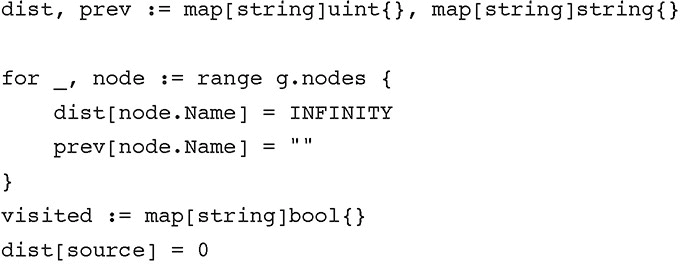 dist, prev := map[string]uint{}, map[string]string{}
for _, node := range g.nodes {
    dist[node.Name] = INFINITY
    prev[node.Name] = ""
}
visited := map[string]bool{}
dist[source] = 0